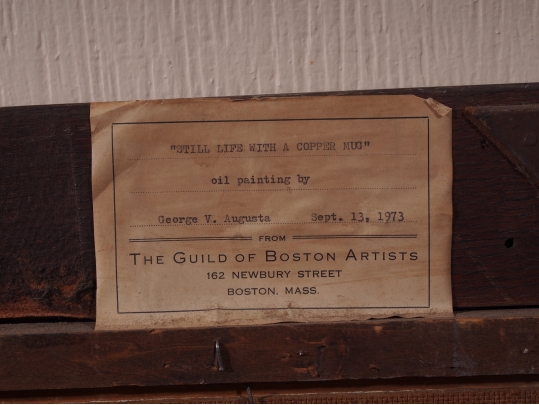 "STILL LIFE WITH A COPPER MUG"
oil painting by
George V. Augusta Sept. 13, 1973
FROM
THE GUILD OF BOSTON ARTISTS
162 NEWBURY STREET
BOSTON, MASS.